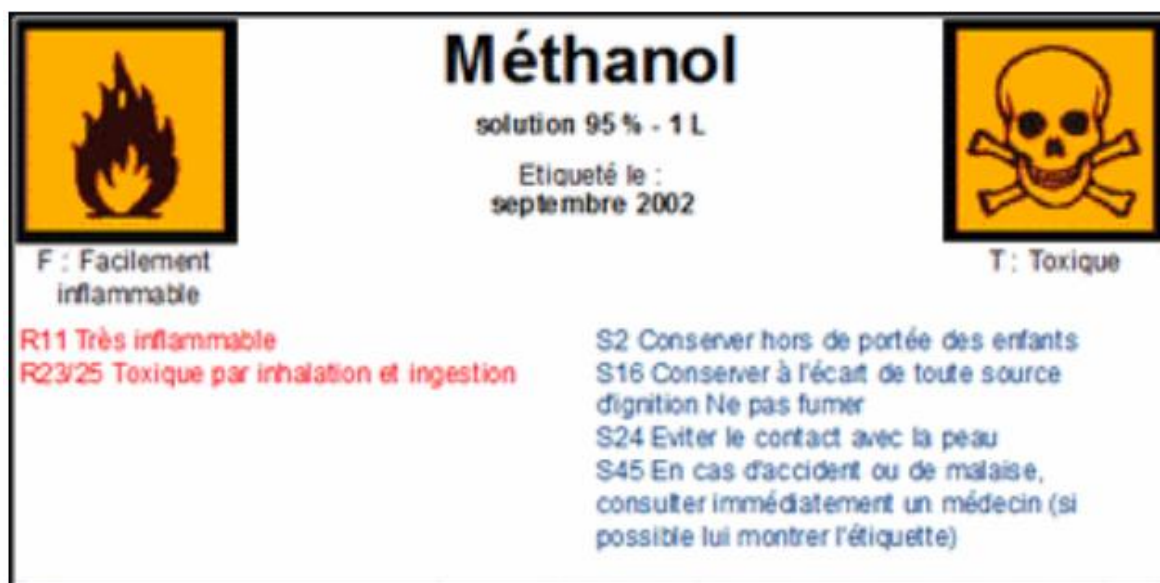 Méthanol
solution 95 % - 1 L
Etiqueté le :
septembre 2002
F : Facilement
inflammable
T : Toxique
R11 Très inflammable
R23/25 Toxique par inhalation et ingestion
S2 Conserver hors de portée des enfants
S16 Conserver à l'écart de toute source
d'ignition Ne pas fumer
S24 Eviter le contact avec la peau
S45 En cas d'accident ou de malaise,
consulter immédiatement un médecin (si
possible lui montrer l'étiquette)